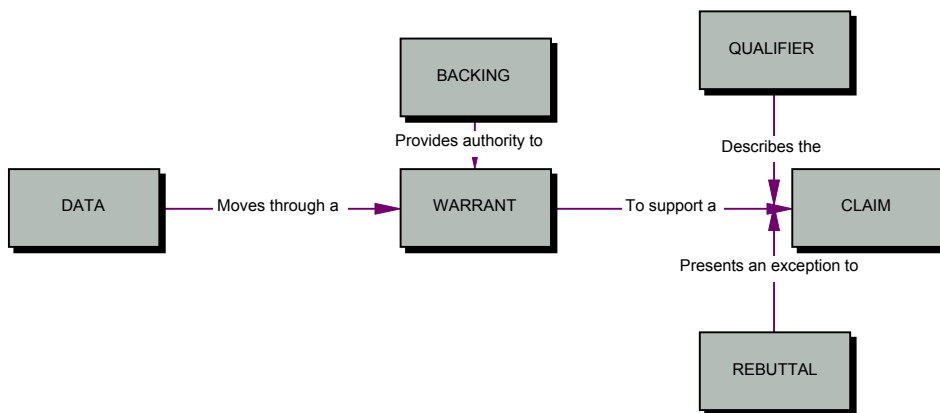 QUALIFIER
BACKING
Provides authority to
Describes the
DATA
Moves through a
WARRANT
To support a
CLAIM
Presents an exception to
REBUTTAL